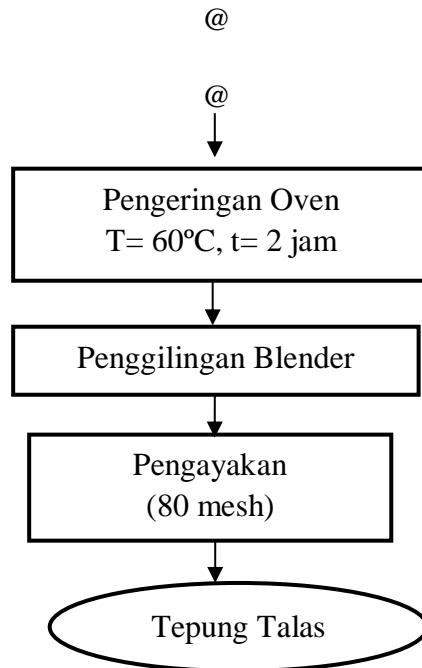 @
@
Pengeringan Oven
T= 60ºC, t= 2 jam
Penggilingan Blender
Pengayakan
(80 mesh)
Tepung Talas